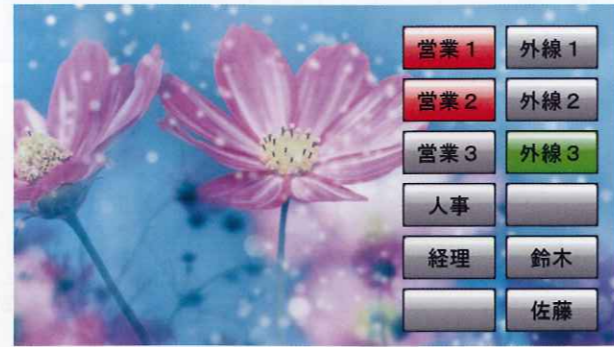 営業1 外線1
営業2 外線2
営業3 外線3
人事
経理 鈴木
佐藤